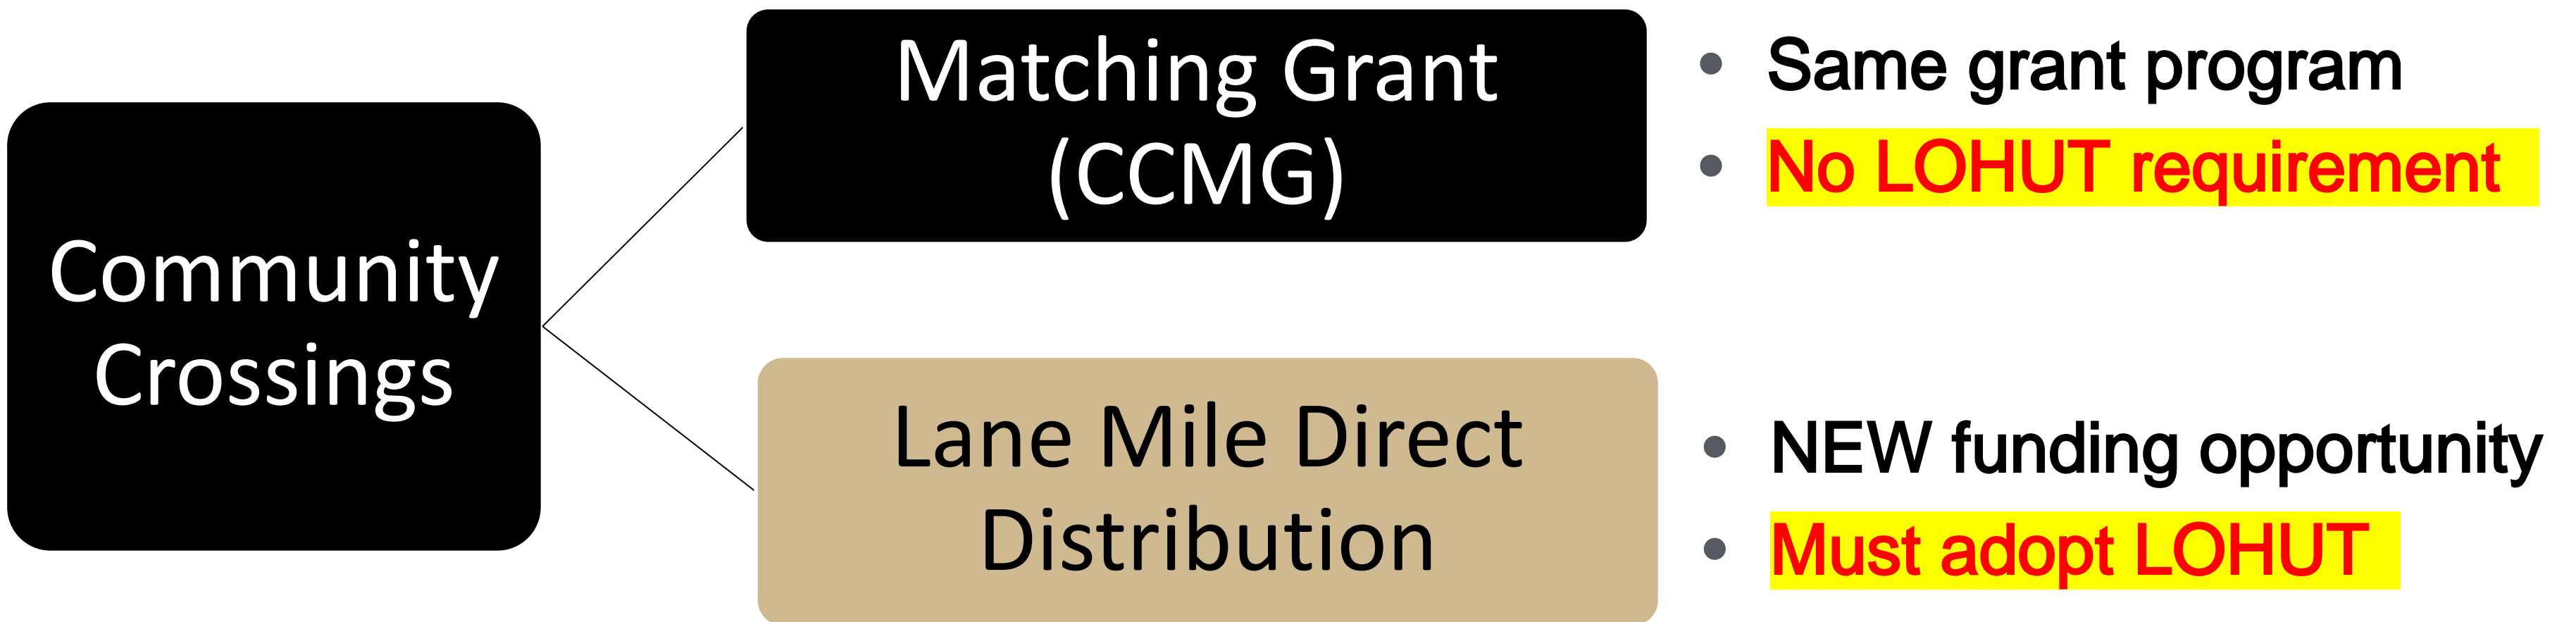 Community
Crossings
Matching Grant
(CCMG)
• Same grant program
• No LOHUT requirement
Lane Mile Direct
Distribution
• NEW funding opportunity
• Must adopt LOHUT